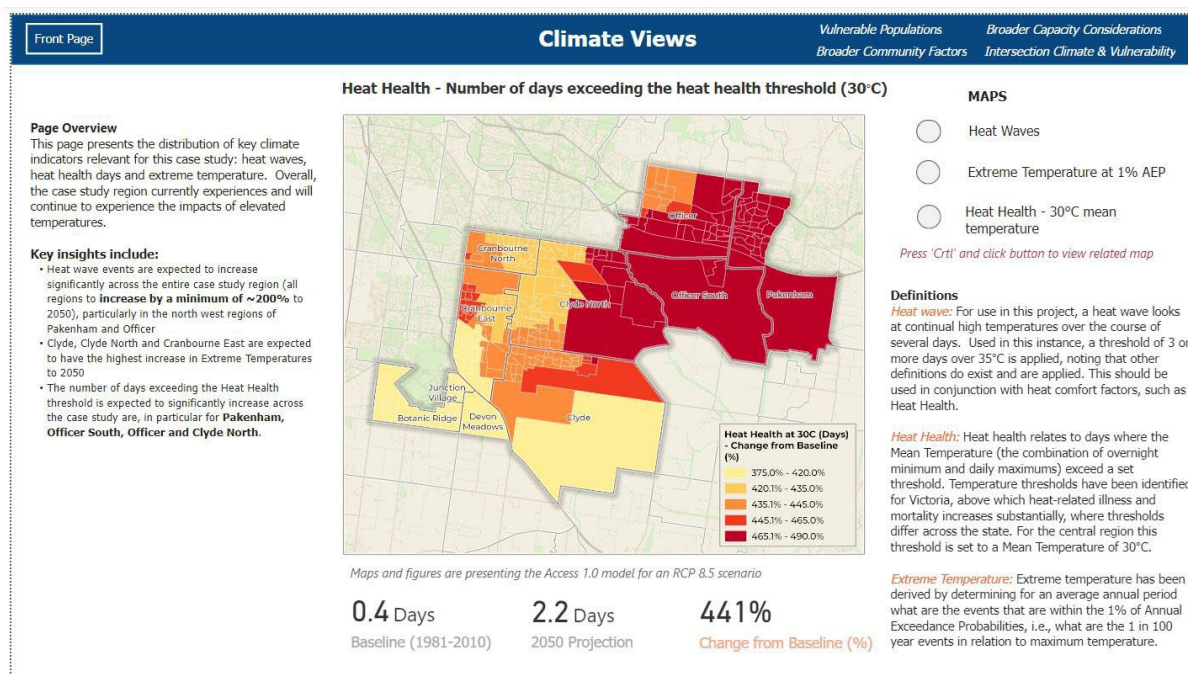 Front Page
Climate Views
Vulnerable Populations
Broader Capacity Considerations
Broader Community Factors
Intersection Climate & Vulnerability
Page Overview
This page presents the distribution of key climate
indicators relevant for this case study: heat waves,
heat health days and extreme temperature. Overall,
the case study region currently experiences and will
continue to experience the impacts of elevated
temperatures.
Key insights include:
• Heat wave events are expected to increase
significantly across the entire case study region (all
regions to increase by a minimum of ~200% to
2050), particularly in the north west regions of
Pakenham and Officer
• Clyde, Clyde North and Cranbourne East are expected
to have the highest increase in Extreme Temperatures
to 2050
• The number of days exceeding the Heat Health
threshold is expected to significantly increase across
the case study are, in particular for Pakenham,
Officer South, Officer and Clyde North.
Heat Health - Number of days exceeding the heat health threshold (30°C)
Officer
Cranbourne
North
Clyde North
Officer South
Pakenham
Cranbourne
East
Junction
Village
Botanic Ridge
Devon
Meadows
Clyde
Heat Health at 30C (Days)
- Change from Baseline
(%)
375.0% - 420.0%
420.1% - 435.0%
435.1% - 445.0%
445.1% - 465.0%
465.1% - 490.0%
Maps and figures are presenting the Access 1.0 model for an RCP 8.5 scenario
0.4 Days
Baseline (1981-2010)
2.2 Days
2050 Projection
441%
Change from Baseline (%)
MAPS
Heat Waves
Extreme Temperature at 1% AEP
Heat Health - 30°C mean
temperature
Press 'Crtl' and click button to view related map
Definitions
Heat wave: For use in this project, a heat wave looks
at continual high temperatures over the course of
several days. Used in this instance, a threshold of 3 or
more days over 35°C is applied, noting that other
definitions do exist and are applied. This should be
used in conjunction with heat comfort factors, such as
Heat Health.
Heat Health: Heat health relates to days where the
Mean Temperature (the combination of overnight
minimum and daily maximums) exceed a set
threshold. Temperature thresholds have been identified
for Victoria, above which heat-related illness and
mortality increases substantially, where thresholds
differ across the state. For the central region this
threshold is set to a Mean Temperature of 30°C.
Extreme Temperature: Extreme temperature has been
derived by determining for an average annual period
what are the events that are within the 1% of Annual
Exceedance Probabilities, i.e., what are the 1 in 100
year events in relation to maximum temperature.